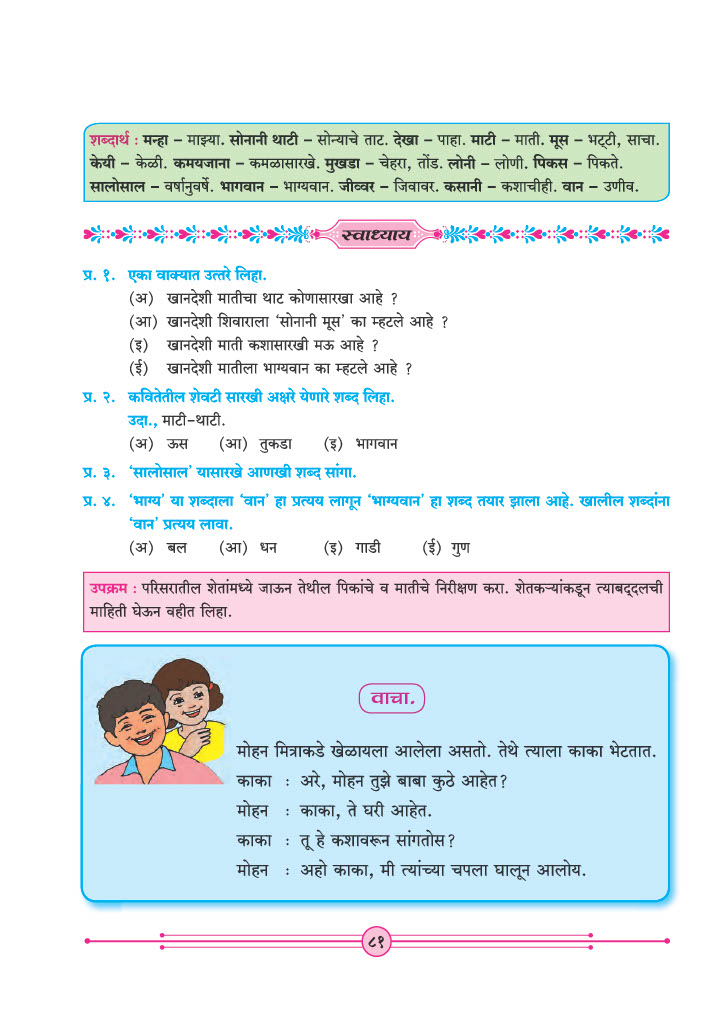 शब्दार्थ : मन्हा – माझ्या. सोनानी थाटी – सोन्याचे ताट. देखा – पाहा. माटी – माती. मूस – भट्टी, साचा.
केयी – केळी. कमयजाना – कमळासारखे. मुखडा – चेहरा, तोंड. लोनी – लोणी. पिकस – पिकते.
सालोसाल – वर्षानुवर्षे. भागवान – भाग्यवान. जीव्वर – जिवावर. कसानी – कशाचीही. वान – उणीव.
स्वाध्याय
प्र. १. एका वाक्यात उत्तरे लिहा.
(अ) खानदेशी मातीचा थाट कोणासारखा आहे ?
(आ) खानदेशी शिवाराला ‘सोनानी मूस’ का म्हटले आहे ?
(इ) खानदेशी माती कशासारखी मऊ आहे ?
(ई) खानदेशी मातीला भाग्यवान का म्हटले आहे ?
प्र. २. कवितेतील शेवटी सारखी अक्षरे येणारे शब्द लिहा.
उदा., माटी-थाटी.
(अ) ऊस (आ) तुकडा (इ) भागवान
प्र. ३. ‘सालोसाल’ यासारखे आणखी शब्द सांगा.
प्र. ४. ‘भाग्य’ या शब्दाला ‘वान’ हा प्रत्यय लागून ‘भाग्यवान’ हा शब्द तयार झाला आहे. खालील शब्दांना
‘वान’ प्रत्यय लावा.
(अ) बल (आ) धन (इ) गाडी (ई) गुण
उपक्रम : परिसरातील शेतांमध्ये जाऊन तेथील पिकांचे व मातीचे निरीक्षण करा. शेतकऱ्यांकडून त्याबद्दलची
माहिती घेऊन वहीत लिहा.
वाचा.
मोहन मित्राकडे खेळायला आलेला असतो. तेथे त्याला काका भेटतात.
काका : अरे, मोहन तुझे बाबा कुठे आहेत?
मोहन : काका, ते घरी आहेत.
काका : तू हे कशावरून सांगतोस?
मोहन : अहो काका, मी त्यांच्या चपला घालून आलोय.
८१